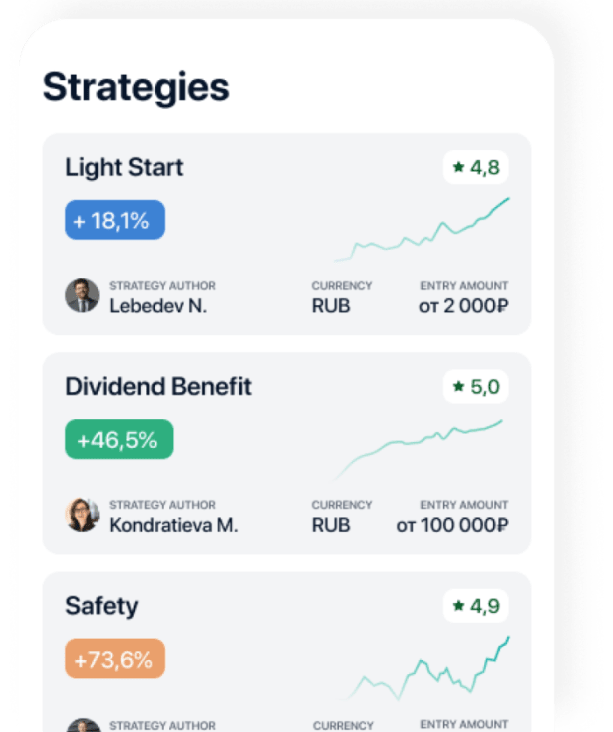 Strategies
Light Start
★ 4,8
+ 18,1%
STRATEGY AUTHOR
Lebedev N.
CURRENCY
RUB
ENTRY AMOUNT
от 2 000₽
Dividend Benefit
★ 5,0
+46,5%
STRATEGY AUTHOR
Kondratieva M.
CURRENCY
RUB
ENTRY AMOUNT
от 100 000₽
Safety
★ 4,9
+73,6%
STRATEGY AUTHOR
CURRENCY
ENTRY AMOUNT